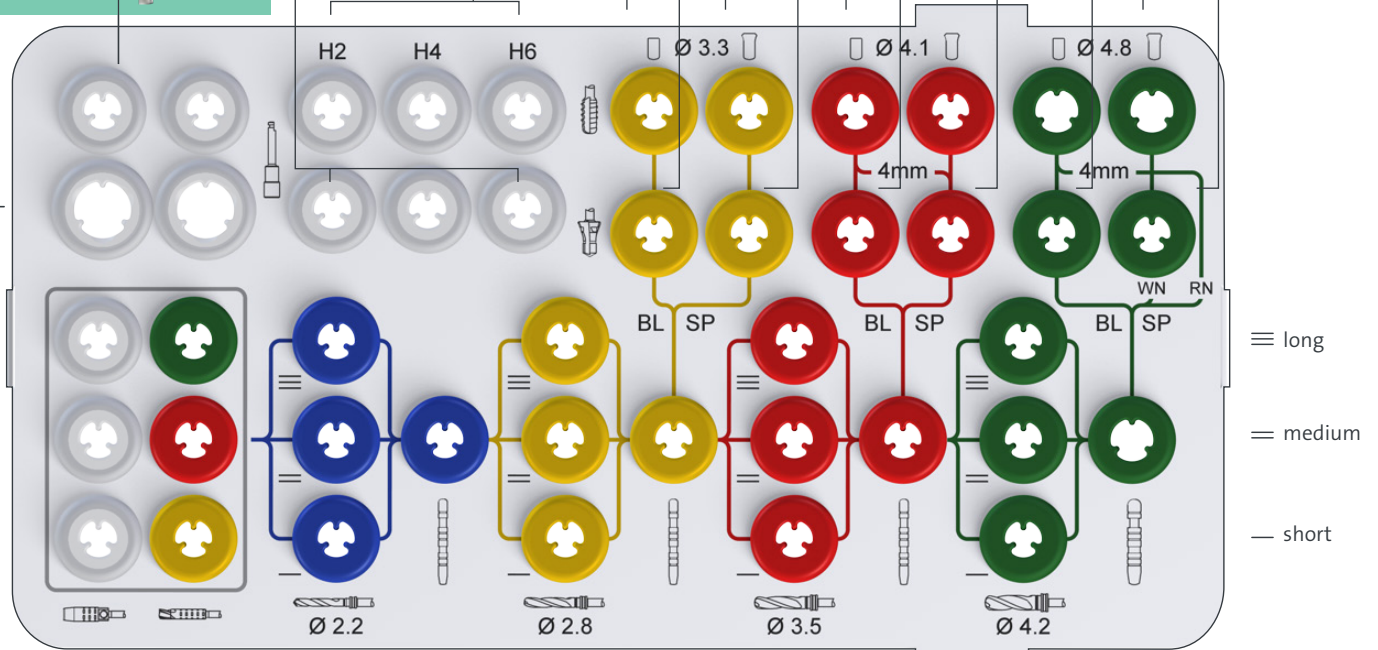 H2 H4 H6 Ø 3.3 Ø 4.1 Ø 4.8
4mm 4mm
WN RN
BL SP BL SP BL SP
long
medium
short
Ø 2.2 Ø 2.8 Ø 3.5 Ø 4.2